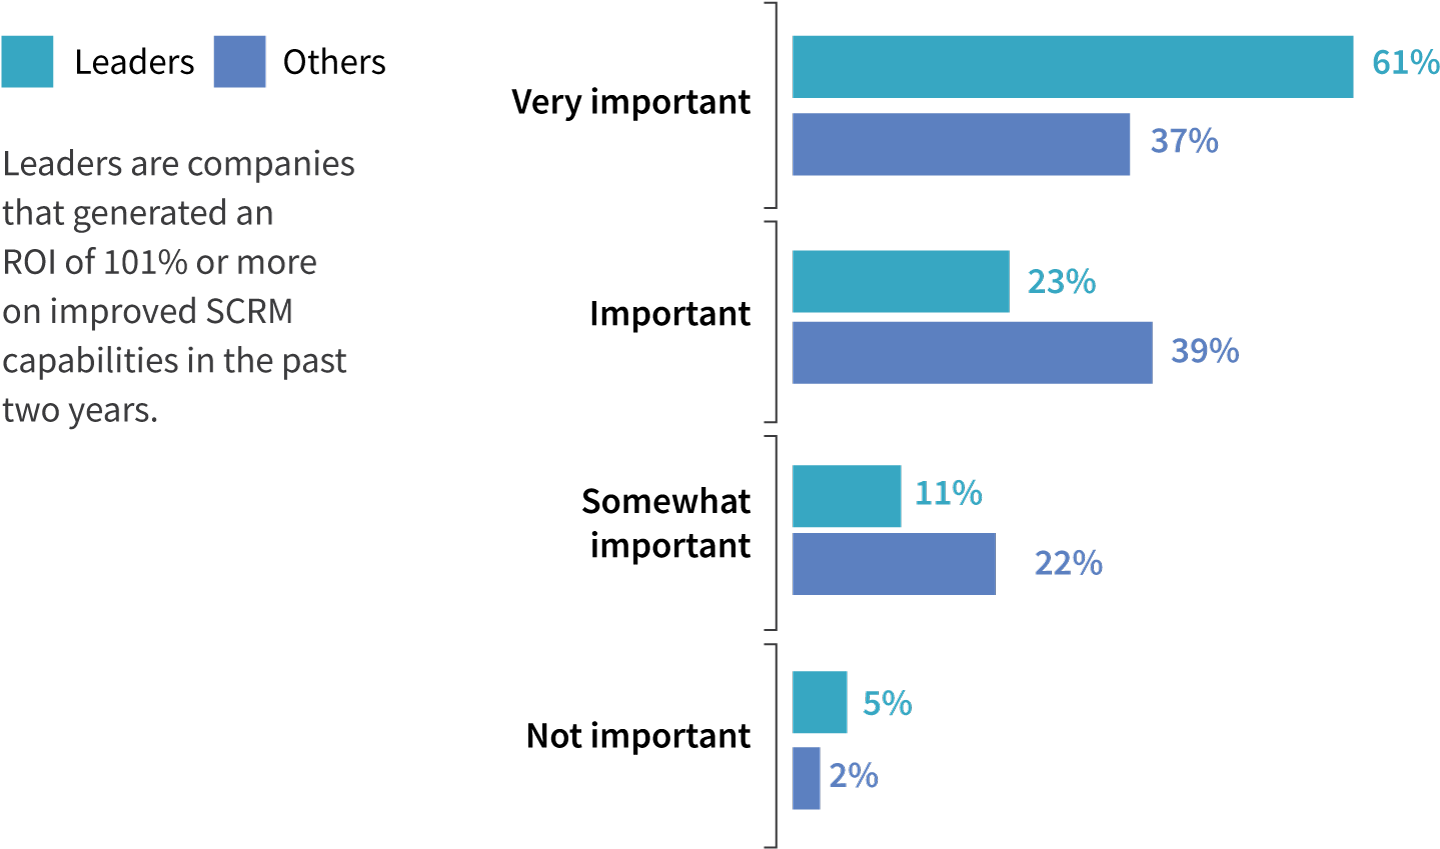 Leaders
Others
Leaders are companies
that generated an
ROI of 101% or more
on improved SCRM
capabilities in the past
two years.
Very important
61%
37%
Important
23%
39%
Somewhat
important
11%
22%
Not important
5%
2%